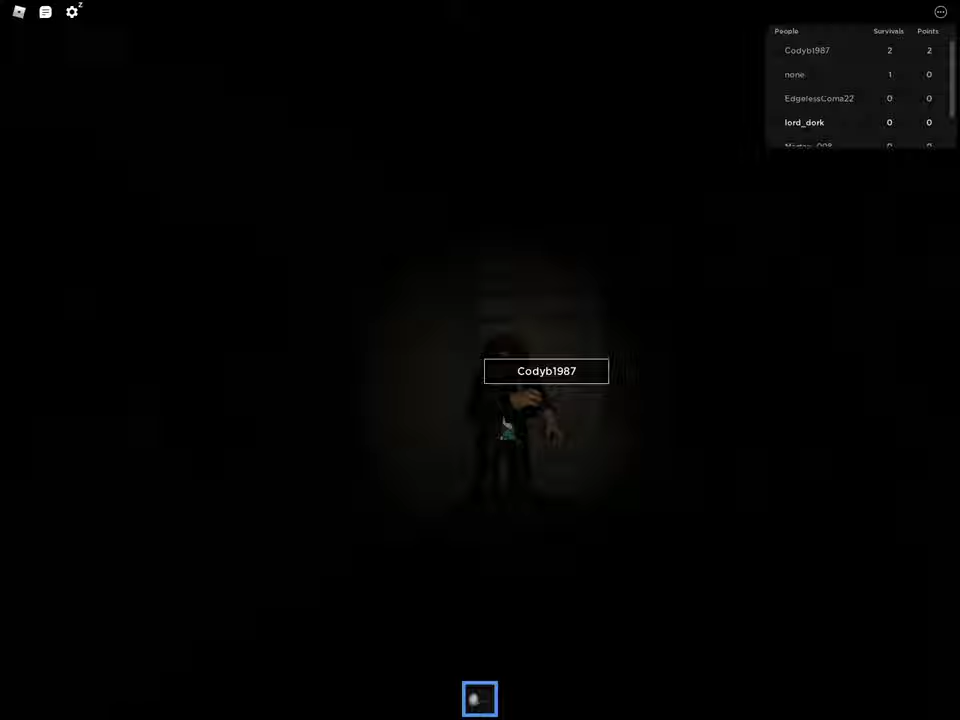 z
People Survivals Points
Codyb1987 2 2
none 1 0
EdgelessComa22 0 0
lord_dork 0 0
Codyb1987